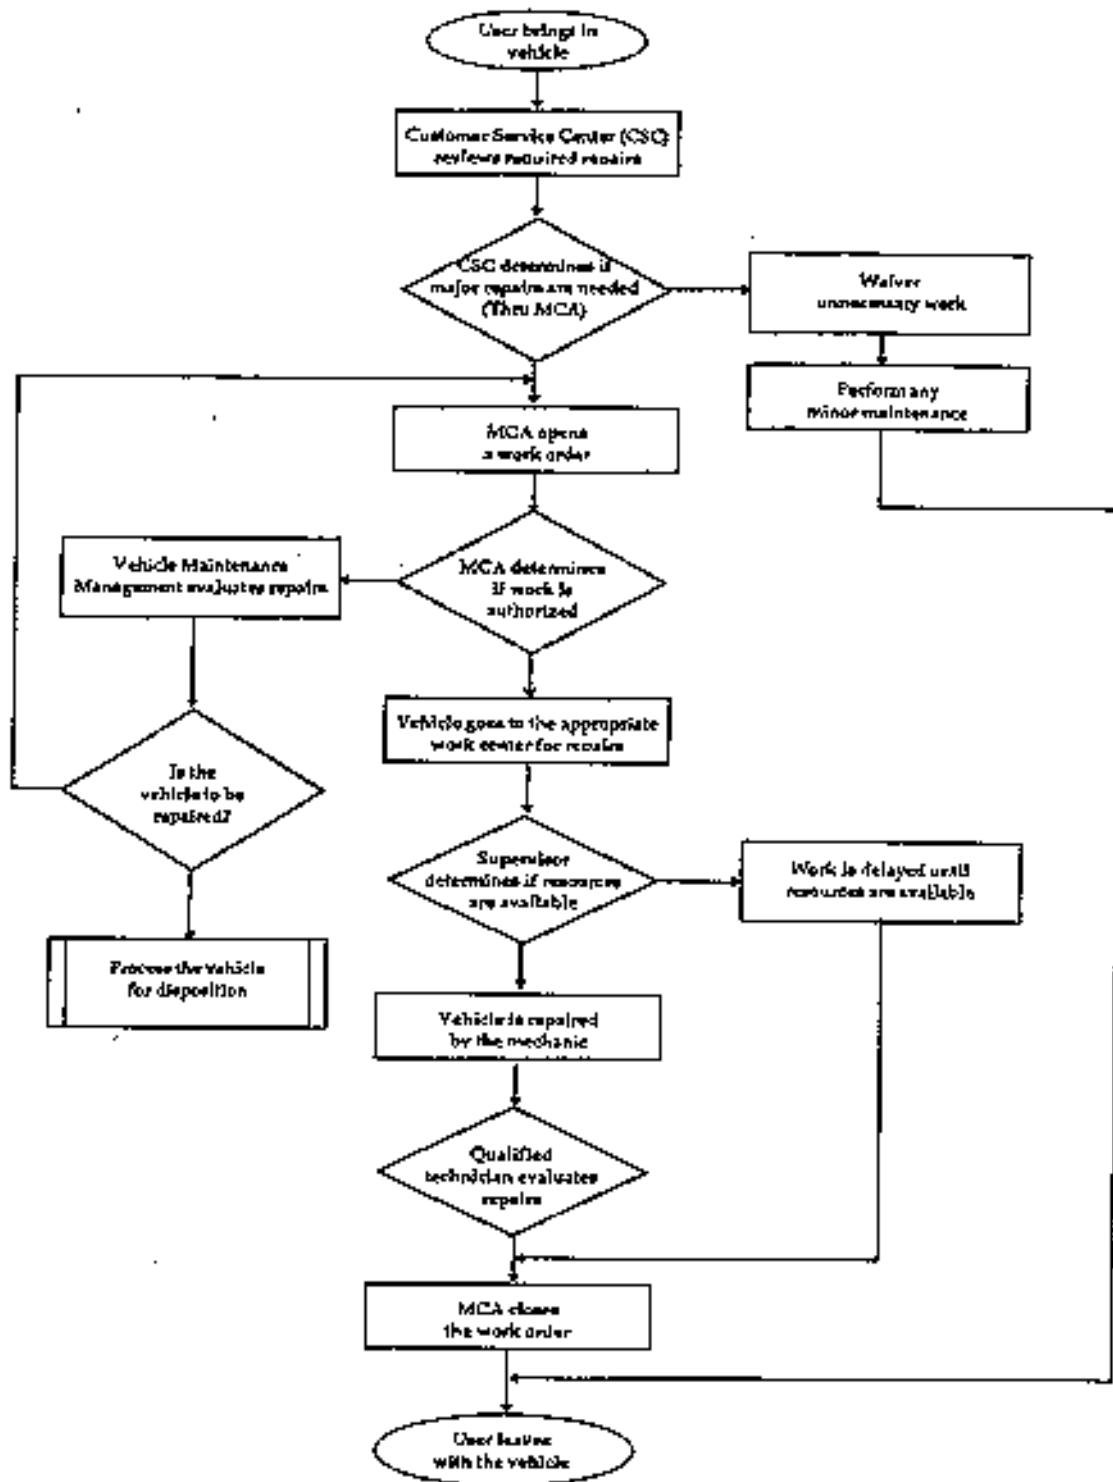 User brings in
vehicle
Customer Service Center (CSC)
reviews required repairs
CSC determines if
major repairs are needed
(Thru MCA)
Waiver
unnecessary work
Perform any
minor maintenance
MCA opens
a work order
Vehicle Maintenance
Management evaluates repairs
MCA determines
if work is
authorized
Vehicle goes to the appropriate
work center for repairs
Is the
vehicle to be
repaired?
Supervisor
determines if resources
are available
Work is delayed until
resources are available
Process the vehicle
for disposition
Vehicle is repaired
by the mechanic
Qualified
technician evaluates
repairs
MCA closes
the work order
User leaves
with the vehicle